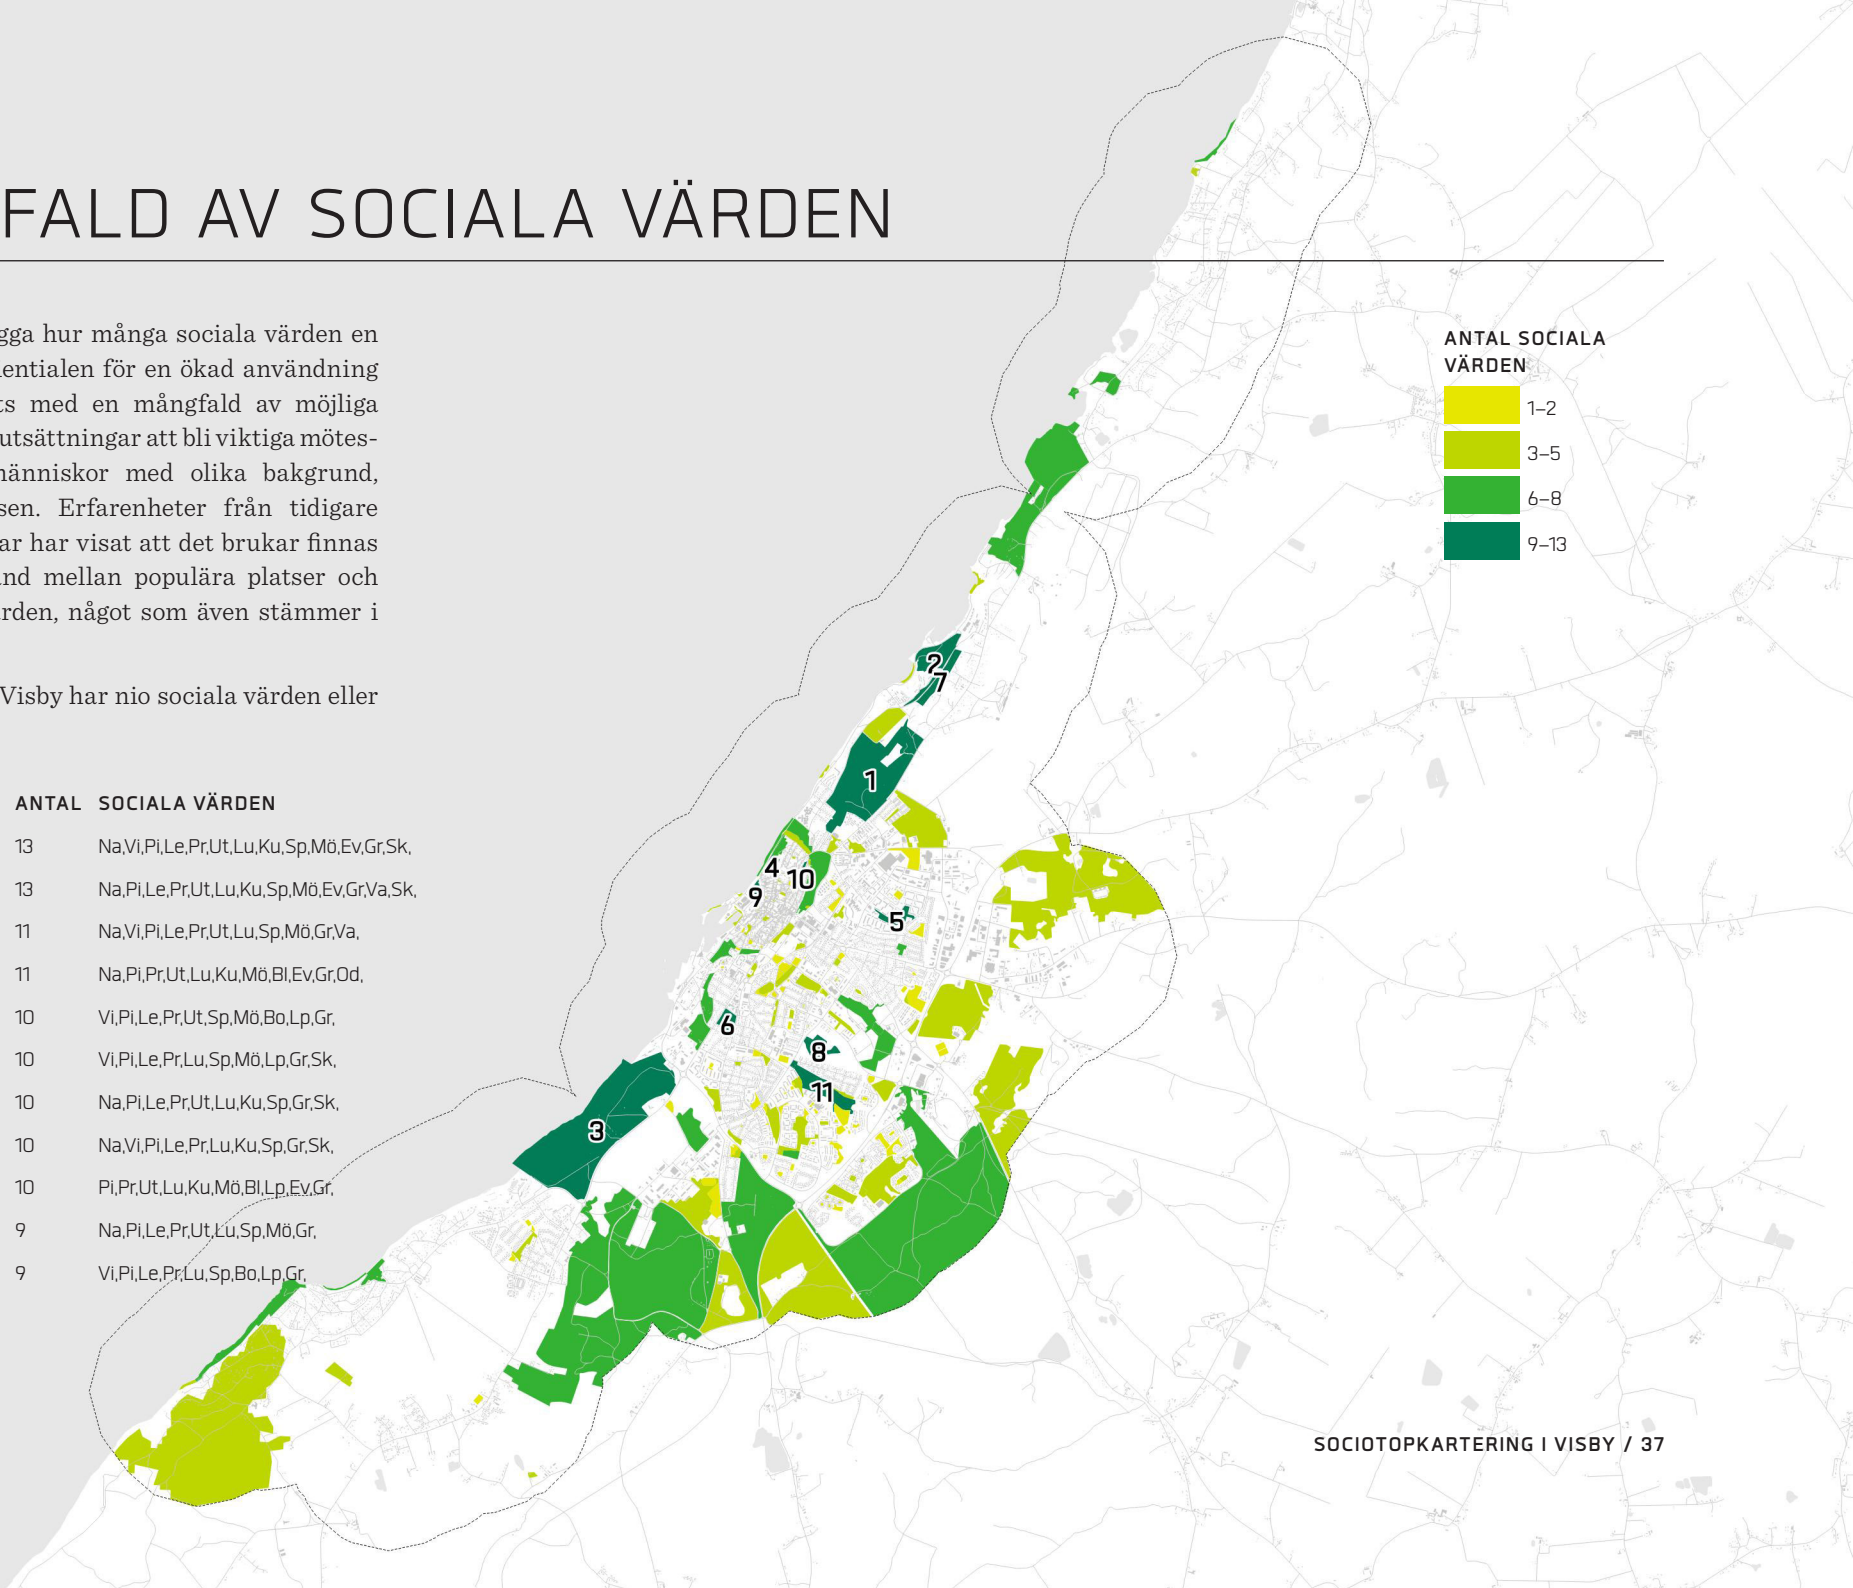 FALD AV SOCIALA VÄRDEN
gga hur många sociala värden en
entialen för en ökad användning
ts med en mångfald av möjliga
utsättningar att bli viktiga mötes-
människor med olika bakgrund,
sen. Erfarenheter från tidigare
ar har visat att det brukar finnas
and mellan populära platser och
rden, något som även stämmer i
Visby har nio sociala värden eller
ANTAL SOCIALA VÄRDEN
13 Na,Vi,Pi,Le,Pr,Ut,Lu,Ku,Sp,Mö,Ev,Gr,Sk,
13 Na,Pi,Le,Pr,Ut,Lu,Ku,Sp,Mö,Ev,Gr,Va,Sk,
11 Na,Vi,Pi,Le,Pr,Ut,Lu,Sp,Mö,Gr,Va,
11 Na,Pi,Pr,Ut,Lu,Ku,Mö,Bl,Ev,Gr,Od,
10 Vi,Pi,Le,Pr,Ut,Sp,Mö,Bo,Lp,Gr,
10 Vi,Pi,Le,Pr,Lu,Sp,Mö,Lp,Gr,Sk,
10 Na,Pi,Le,Pr,Ut,Lu,Ku,Sp,Gr,Sk,
10 Na,Vi,Pi,Le,Pr,Lu,Ku,Sp,Gr,Sk,
10 Pi,Pr,Ut,Lu,Ku,Mö,Bl,Lp,Ev,Gr,
9 Na,Pi,Le,Pr,Ut,Lu,Sp,Mö,Gr,
9 Vi,Pi,Le,Pr,Lu,Sp,Bo,Lp,Gr,
ANTAL SOCIALA
VÄRDEN
1–2
3–5
6–8
9–13
2
7
1
4
10
9
5
6
8
11
3
SOCIOTOPKARTERING I VISBY / 37